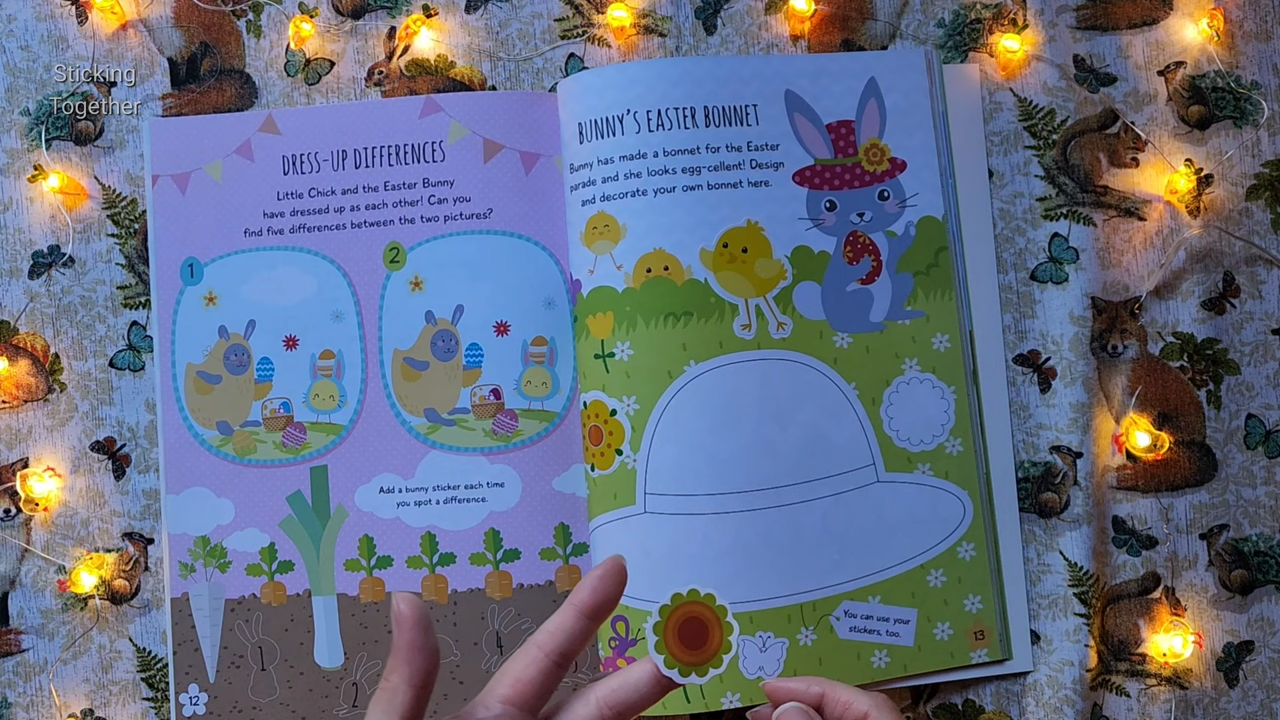 Sticking
Together
DRESS-UP DIFFERENCES
Little Chick and the Easter Bunny
have dressed up as each other! Can you
find five differences between the two pictures?
1
2
Add a bunny sticker each time
you spot a difference.
1
2
4
12
BUNNY'S EASTER BONNET
Bunny has made a bonnet for the Easter
parade and she looks egg-cellent! Design
and decorate your own bonnet here.
You can use your
stickers, too.
13